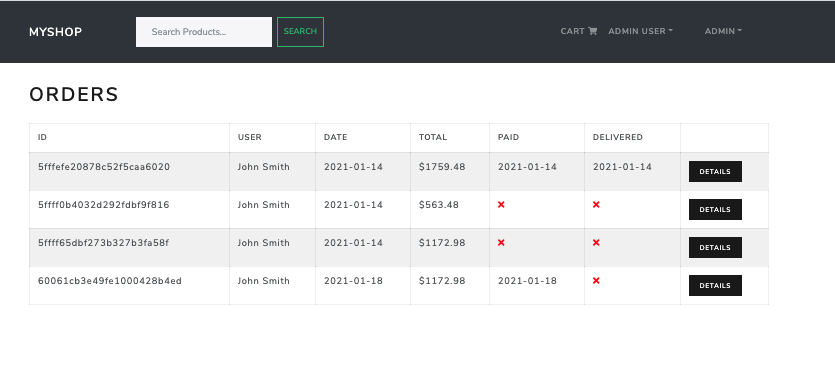 MYSHOP Search Products... SEARCH CART ADMIN USER ADMIN
ORDERS
ID USER DATE TOTAL PAID DELIVERED
5fffefe20878c52f5caa6020 John Smith 2021-01-14 $1759.48 2021-01-14 2021-01-14 DETAILS
5ffff0b4032d292fdbf9f816 John Smith 2021-01-14 $563.48 DETAILS
5ffff65dbf273b327b3fa58f John Smith 2021-01-14 $1172.98 DETAILS
60061cb3e49fe1000428b4ed John Smith 2021-01-18 $1172.98 2021-01-18 DETAILS